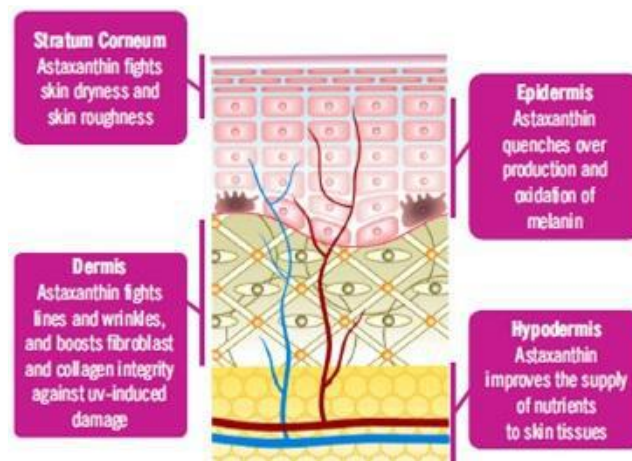 Stratum Corneum
Astaxanthin fights
skin dryness and
skin roughness
Epidermis
Astaxanthin
quenches over
production and
oxidation of
melanin
Dermis
Astaxanthin fights
lines and wrinkles,
and boosts fibroblast
and collagen integrity
against uv-induced
damage
Hypodermis
Astaxanthin
improves the supply
of nutrients
to skin tissues